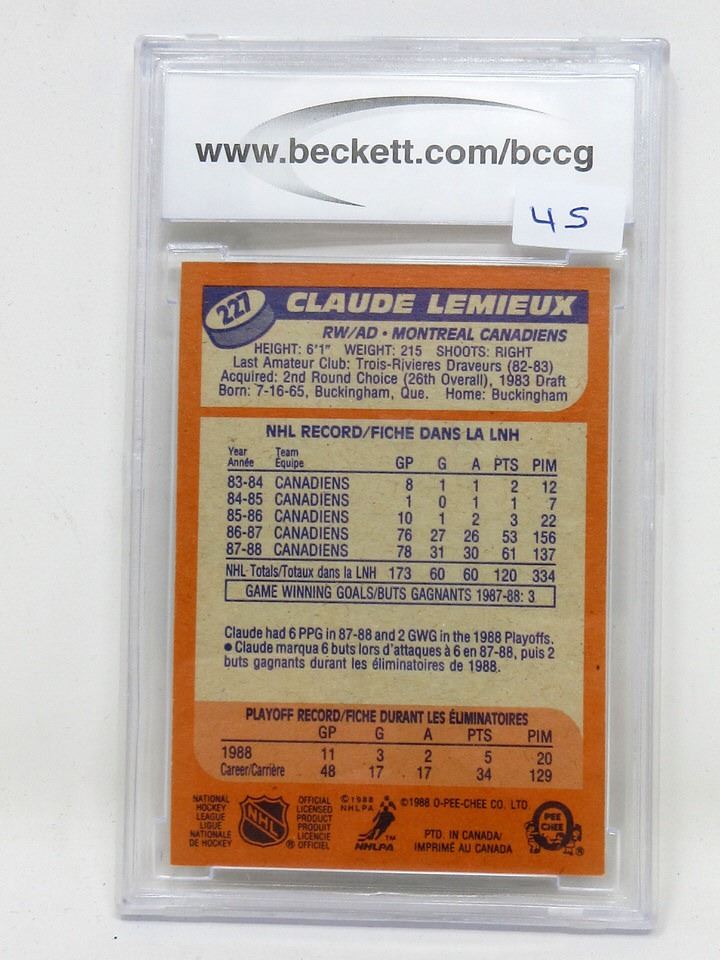 www.beckett.com/bccg
45
227
CLAUDE LEMIEUX
RW/AD • MONTREAL CANADIENS
HEIGHT: 6'1" WEIGHT: 215 SHOOTS: RIGHT
Last Amateur Club: Trois-Rivieres Draveurs (82-83)
Acquired: 2nd Round Choice (26th Overall), 1983 Draft
Born: 7-16-65, Buckingham, Que. Home: Buckingham
NHL RECORD/FICHE DANS LA LNH
Year Team
Année Équipe GP G A PTS PIM
83-84 CANADIENS 8 1 1 2 12
84-85 CANADIENS 1 0 1 1 7
85-86 CANADIENS 10 1 2 3 22
86-87 CANADIENS 76 27 26 53 156
87-88 CANADIENS 78 31 30 61 137
NHL-Totals/Totaux dans la LNH 173 60 60 120 334
GAME WINNING GOALS/BUTS GAGNANTS 1987-88: 3
Claude had 6 PPG in 87-88 and 2 GWG in the 1988 Playoffs.
• Claude marqua 6 buts lors d'attaques à 6 en 87-88, puis 2
buts gagnants durant les éliminatoires de 1988.
PLAYOFF RECORD/FICHE DURANT LES ÉLIMINATOIRES
GP G A PTS PIM
1988 11 3 2 5 20
Career/Carrière 48 17 17 34 129
NATIONAL
HOCKEY
LEAGUE
LIGUE
NATIONALE
DE HOCKEY
NHL
®
OFFICIAL
LICENSED
PRODUCT
PRODUIT
LICENCIE
OFFICIEL
© 1988
NHLPA
TM
NHLPA
©1988 O-PEE-CHEE CO. LTD.
PTD. IN CANADA/
IMPRIMÉ AU CANADA
O
PEE
CHEE
®